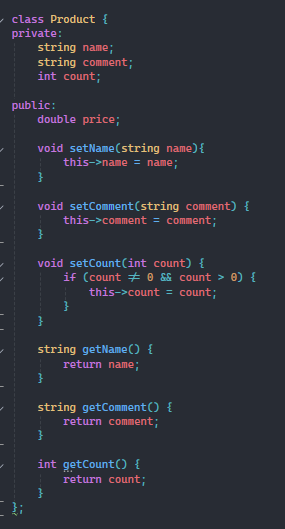 class Product {
private:
    string name;
    string comment;
    int count;

public:
    double price;

    void setName(string name){
        this->name = name;
    }

    void setComment(string comment) {
        this->comment = comment;
    }

    void setCount(int count) {
        if (count != 0 && count > 0) {
            this->count = count;
        }
    }

    string getName() {
        return name;
    }

    string getComment() {
        return comment;
    }

    int getCount() {
        return count;
    }
};